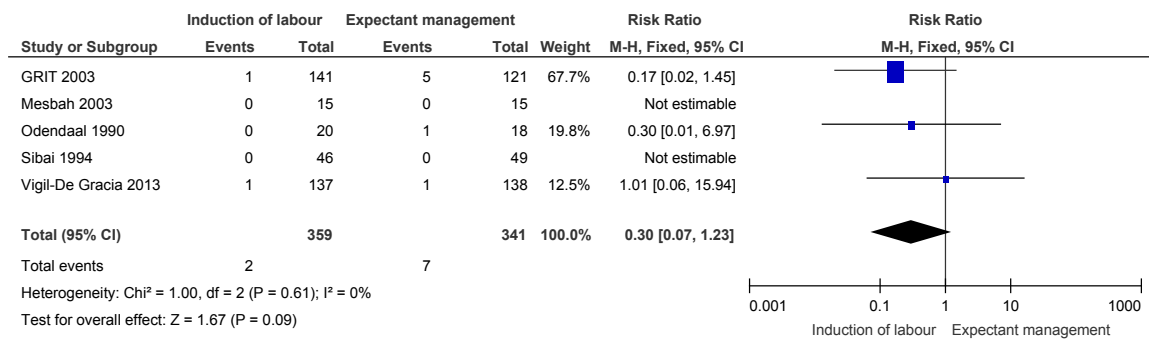 Induction of labour Expectant management Risk Ratio Risk Ratio
Study or Subgroup Events Total Events Total Weight M-H, Fixed, 95% CI M-H, Fixed, 95% CI
GRIT 2003 1 141 5 121 67.7% 0.17 [0.02, 1.45]
Mesbah 2003 0 15 0 15 Not estimable
Odendaal 1990 0 20 1 18 19.8% 0.30 [0.01, 6.97]
Sibai 1994 0 46 0 49 Not estimable
Vigil-De Gracia 2013 1 137 1 138 12.5% 1.01 [0.06, 15.94]
Total (95% CI) 359 341 100.0% 0.30 [0.07, 1.23]
Total events 2 7
Heterogeneity: Chi² = 1.00, df = 2 (P = 0.61); I² = 0%
Test for overall effect: Z = 1.67 (P = 0.09)
0.001 0.1 1 10 1000
Induction of labour Expectant management